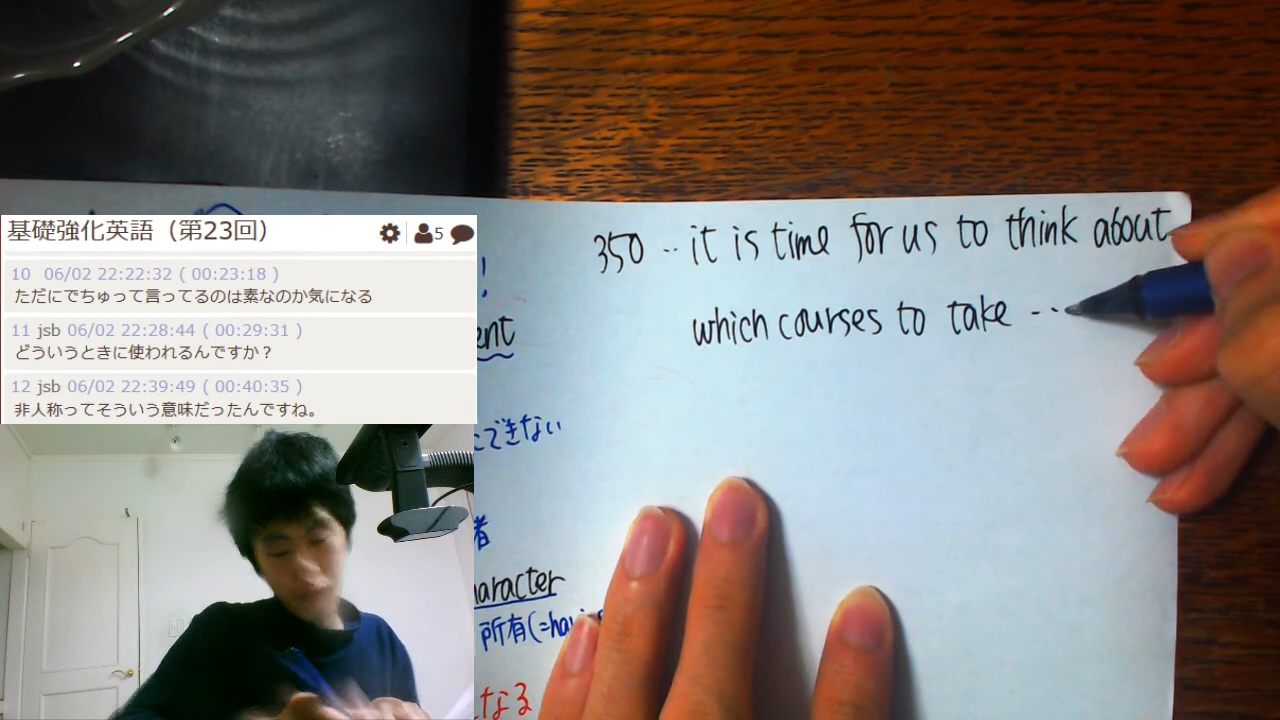 基礎強化英語（第23回）
5
10 06/02 22:22:32 ( 00:23:18 )
ただにでちゅって言ってるのは素なのか気になる
11 jsb 06/02 22:28:44 ( 00:29:31 )
どういうときに使われるんですか？
12 jsb 06/02 22:39:49 ( 00:40:35 )
非人称ってそういう意味だったんですね。
350 ‥it is time for us to think about
which courses to take ---
!
ent
できない
者
aracter
所有(=having
なる